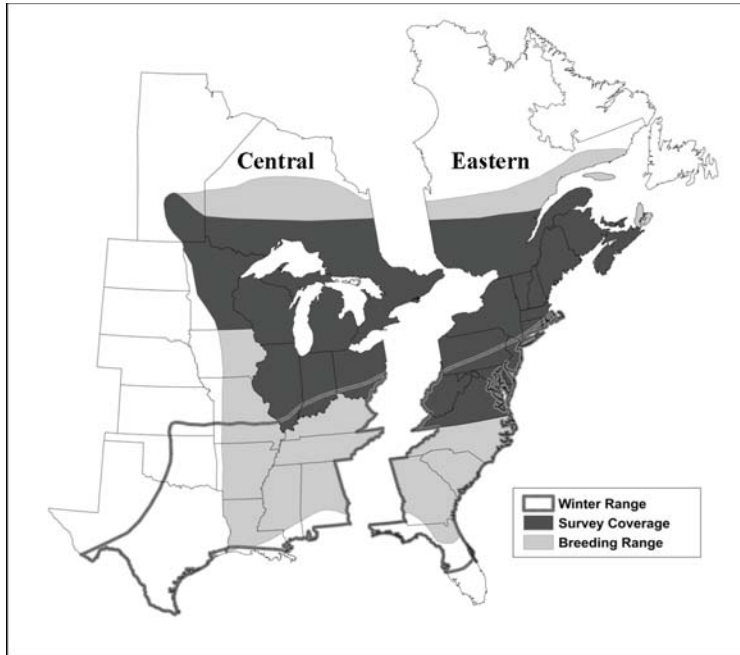 Central
Eastern
Winter Range
Survey Coverage
Breeding Range